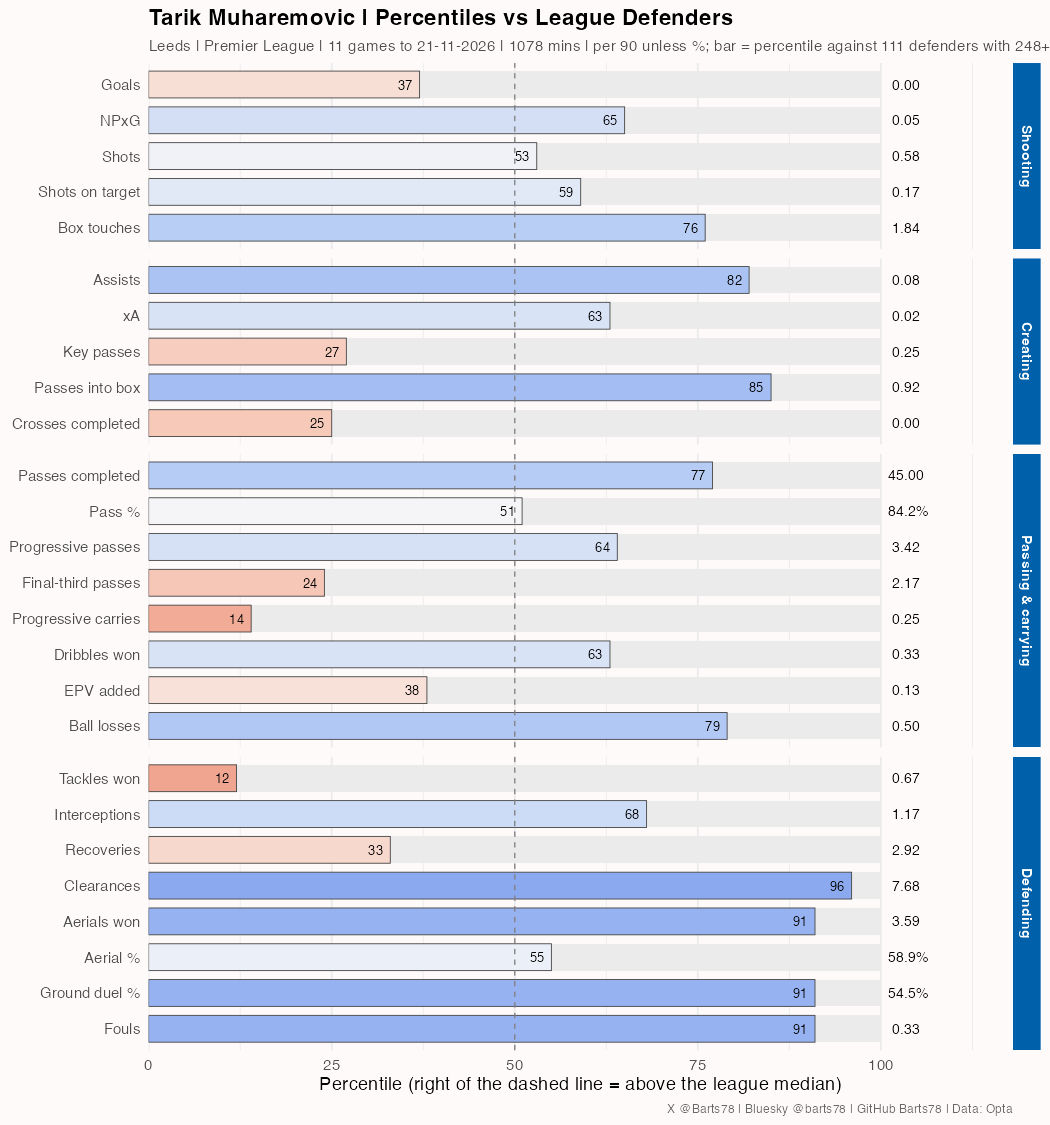 Tarik Muharemovic | Percentiles vs League Defenders
Leeds | Premier League | 11 games to 21-11-2026 | 1078 mins | per 90 unless %; bar = percentile against 111 defenders with 248+
Shooting
Goals 37 0.00
NPxG 65 0.05
Shots 53 0.58
Shots on target 59 0.17
Box touches 76 1.84
Creating
Assists 82 0.08
xA 63 0.02
Key passes 27 0.25
Passes into box 85 0.92
Crosses completed 25 0.00
Passing & carrying
Passes completed 77 45.00
Pass % 51 84.2%
Progressive passes 64 3.42
Final-third passes 24 2.17
Progressive carries 14 0.25
Dribbles won 63 0.33
EPV added 38 0.13
Ball losses 79 0.50
Defending
Tackles won 12 0.67
Interceptions 68 1.17
Recoveries 33 2.92
Clearances 96 7.68
Aerials won 91 3.59
Aerial % 55 58.9%
Ground duel % 91 54.5%
Fouls 91 0.33
0 25 50 75 100
Percentile (right of the dashed line = above the league median)
X @Barts78 | Bluesky @barts78 | GitHub Barts78 | Data: Opta